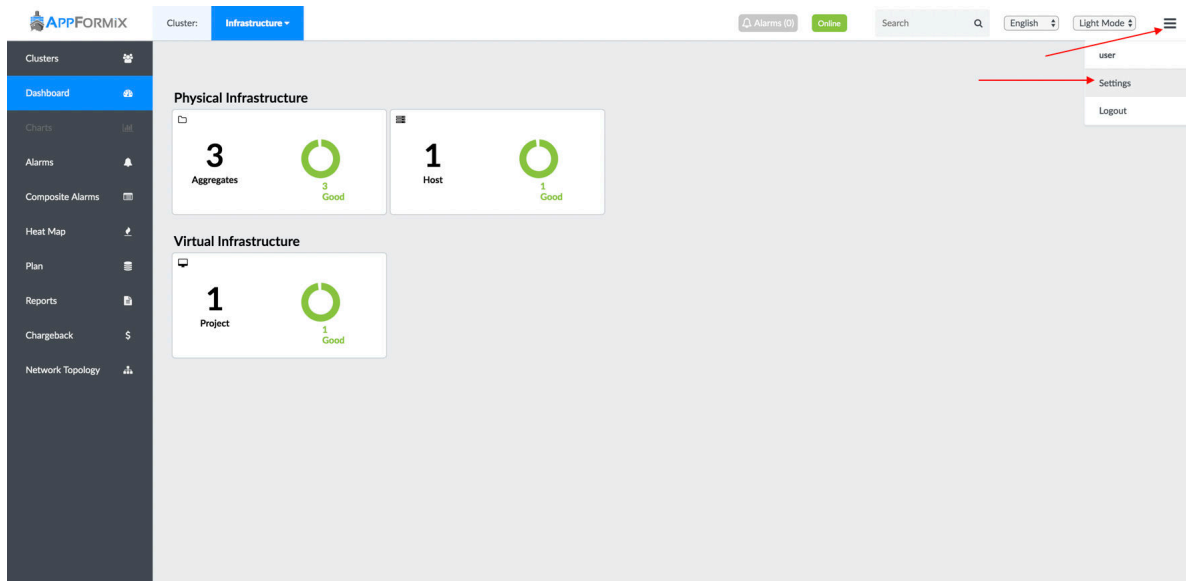 APPFORMIX
Cluster: Infrastructure
Alarms (0) Online Search English Light Mode
user
Settings
Logout
Clusters
Dashboard
Charts
Alarms
Composite Alarms
Heat Map
Plan
Reports
Chargeback $
Network Topology
Physical Infrastructure
3
Aggregates
3
Good
1
Host
1
Good
Virtual Infrastructure
1
Project
1
Good